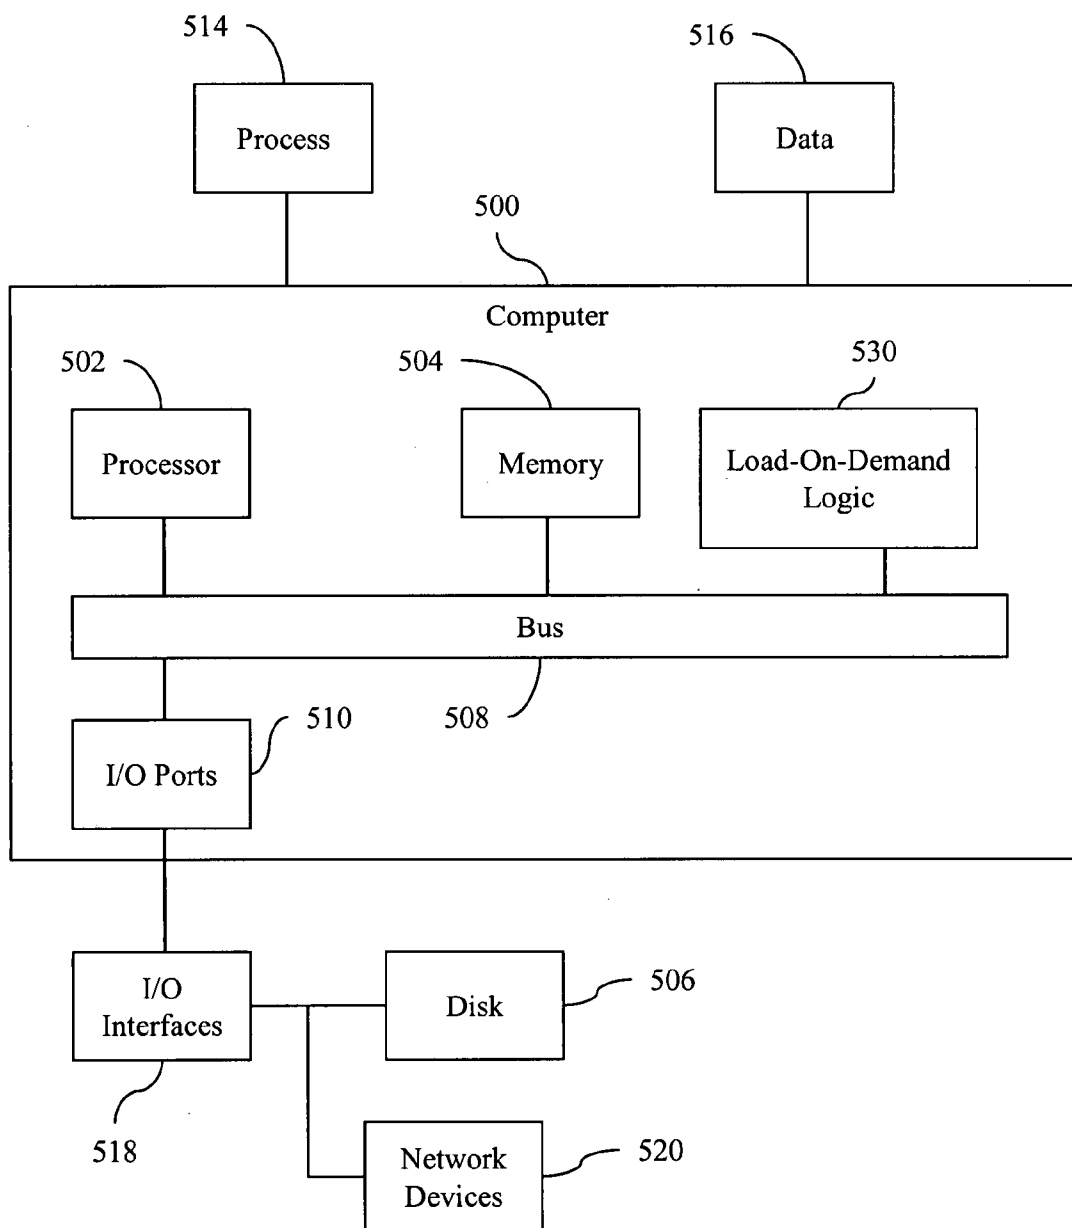 514
516
Process
Data
500
Computer
502
504
530
Processor
Memory
Load-On-Demand
Logic
Bus
510
508
I/O Ports
I/O
Interfaces
Disk
506
518
Network
Devices
520